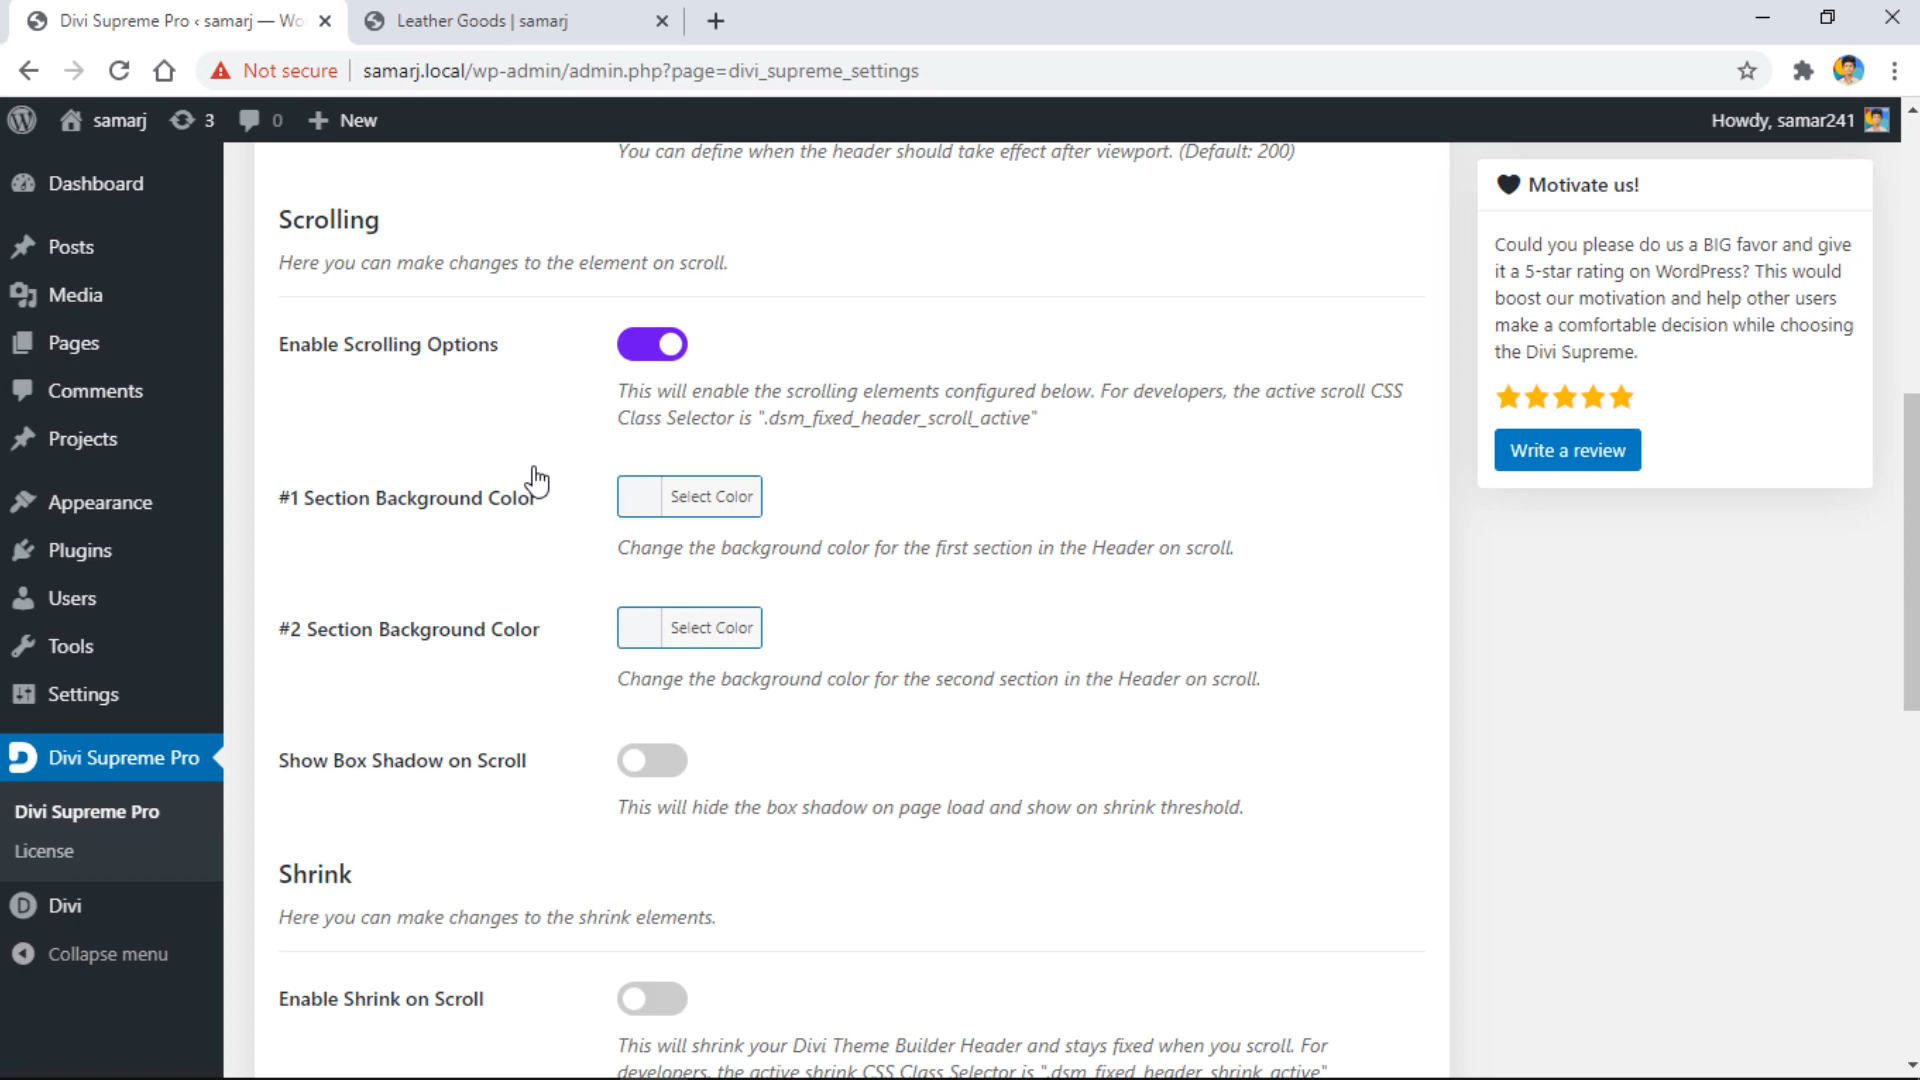 Divi Supreme Pro ‹ samarj — Wo
Leather Goods | samarj
Not secure
samarj.local/wp-admin/admin.php?page=divi_supreme_settings
samarj
3
0
New
Howdy, samar241
Dashboard
Posts
Media
Pages
Comments
Projects
Appearance
Plugins
Users
Tools
Settings
Divi Supreme Pro
Divi Supreme Pro
License
Divi
Collapse menu
You can define when the header should take effect after viewport. (Default: 200)
Scrolling
Here you can make changes to the element on scroll.
Enable Scrolling Options
This will enable the scrolling elements configured below. For developers, the active scroll CSS
Class Selector is ".dsm_fixed_header_scroll_active"
#1 Section Background Color
Select Color
Change the background color for the first section in the Header on scroll.
#2 Section Background Color
Select Color
Change the background color for the second section in the Header on scroll.
Show Box Shadow on Scroll
This will hide the box shadow on page load and show on shrink threshold.
Shrink
Here you can make changes to the shrink elements.
Enable Shrink on Scroll
This will shrink your Divi Theme Builder Header and stays fixed when you scroll. For
developers, the active shrink CSS Class Selector is ".dsm_fixed_header_shrink_active"
Motivate us!
Could you please do us a BIG favor and give
it a 5-star rating on WordPress? This would
boost our motivation and help other users
make a comfortable decision while choosing
the Divi Supreme.
Write a review